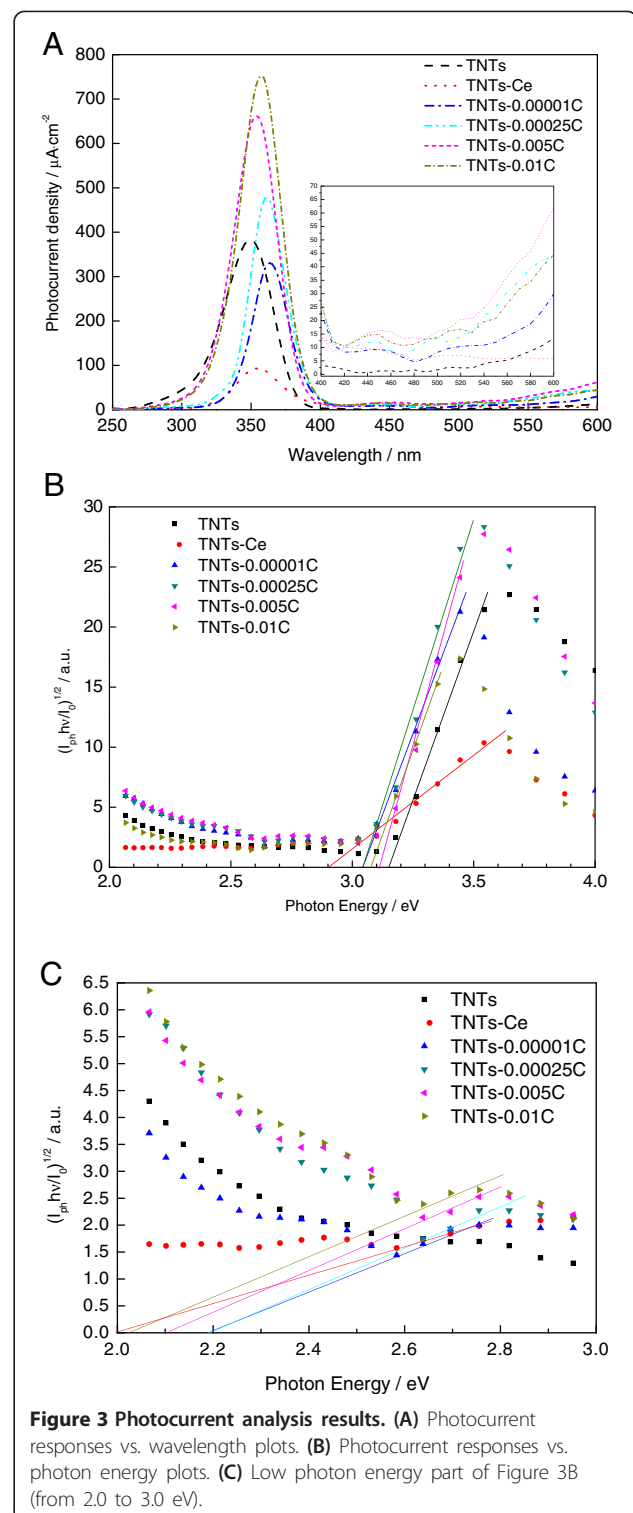 A
800
700
600
500
400
300
200
100
0
Photocurrent density / μA·cm⁻²
TNTs
TNTs-Ce
TNTs-0.00001C
TNTs-0.00025C
TNTs-0.005C
TNTs-0.01C
70
65
60
55
50
45
40
35
30
25
20
15
10
5
0
400 420 440 460 480 500 520 540 560 580 600
250 300 350 400 450 500 550 600
Wavelength / nm
B
30
25
20
15
10
5
0
(I_ph hν/I_0)^1/2 / a.u.
TNTs
TNTs-Ce
TNTs-0.00001C
TNTs-0.00025C
TNTs-0.005C
TNTs-0.01C
2.0 2.5 3.0 3.5 4.0
Photon Energy / eV
C
6.5
6.0
5.5
5.0
4.5
4.0
3.5
3.0
2.5
2.0
1.5
1.0
0.5
0.0
(I_ph hν/I_0)^1/2 / a.u.
TNTs
TNTs-Ce
TNTs-0.00001C
TNTs-0.00025C
TNTs-0.005C
TNTs-0.01C
2.0 2.2 2.4 2.6 2.8 3.0
Photon Energy / eV
Figure 3 Photocurrent analysis results. (A) Photocurrent
responses vs. wavelength plots. (B) Photocurrent responses vs.
photon energy plots. (C) Low photon energy part of Figure 3B
(from 2.0 to 3.0 eV).